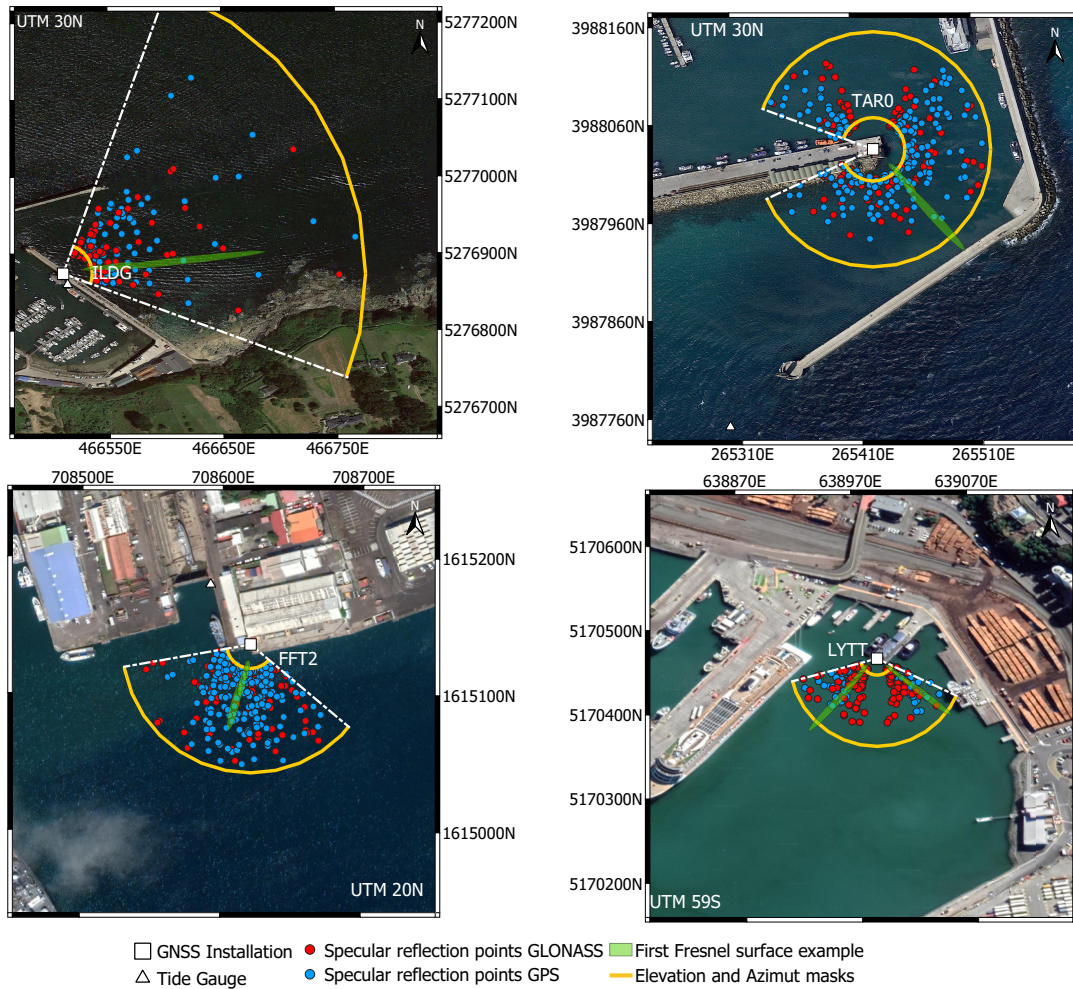 UTM 30N
N
ILDG
5277200N
5277100N
5277000N
5276900N
5276800N
5276700N
466550E
466650E
466750E
UTM 30N
N
TAR0
3988160N
3988060N
3987960N
3987860N
3987760N
265310E
265410E
265510E
708500E
708600E
708700E
N
FFT2
1615200N
1615100N
1615000N
UTM 20N
638870E
638970E
639070E
N
LYTT
5170600N
5170500N
5170400N
5170300N
5170200N
UTM 59S
GNSS Installation
Tide Gauge
Specular reflection points GLONASS
Specular reflection points GPS
First Fresnel surface example
Elevation and Azimut masks